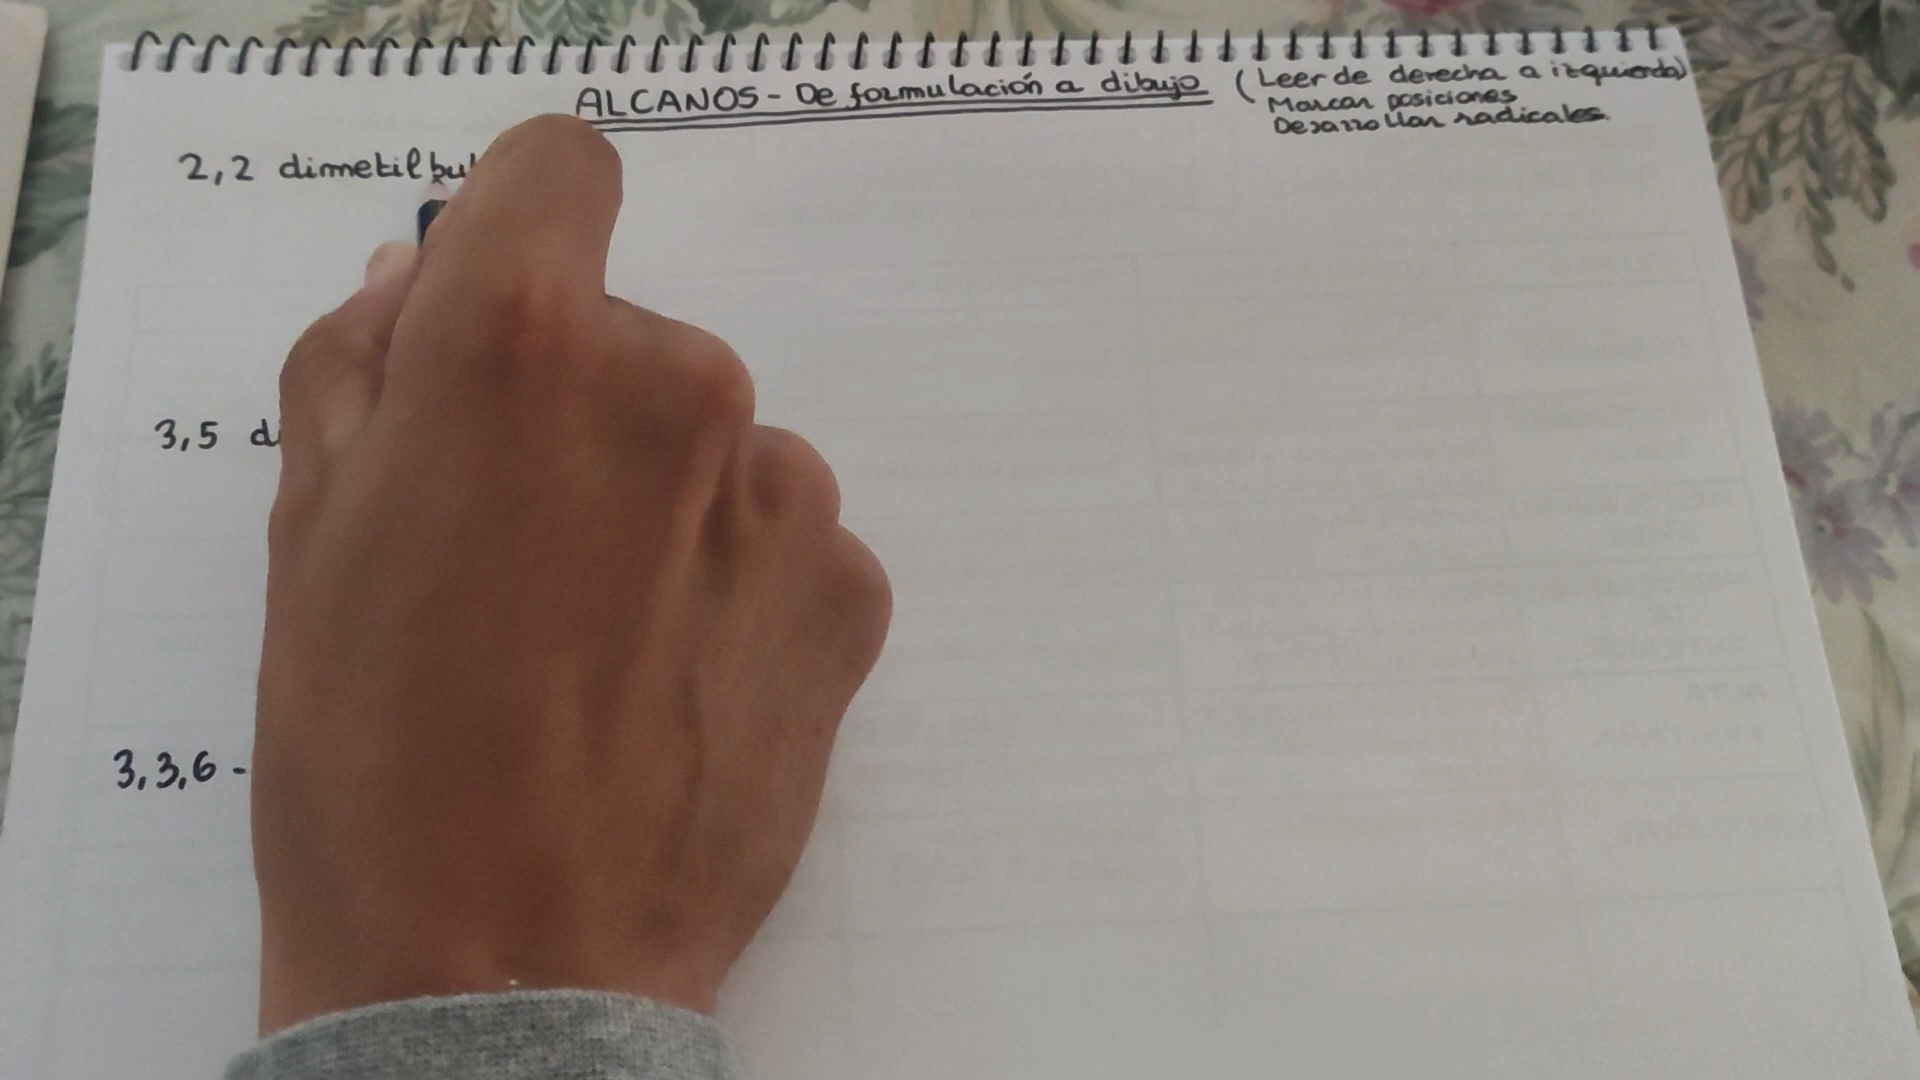 ALCANOS - De formulación a dibujo
(Leer de derecha a izquierda)
Marcar posiciones
Desarrollar radicales
2,2 dimetil
3,5
3,3,6 -